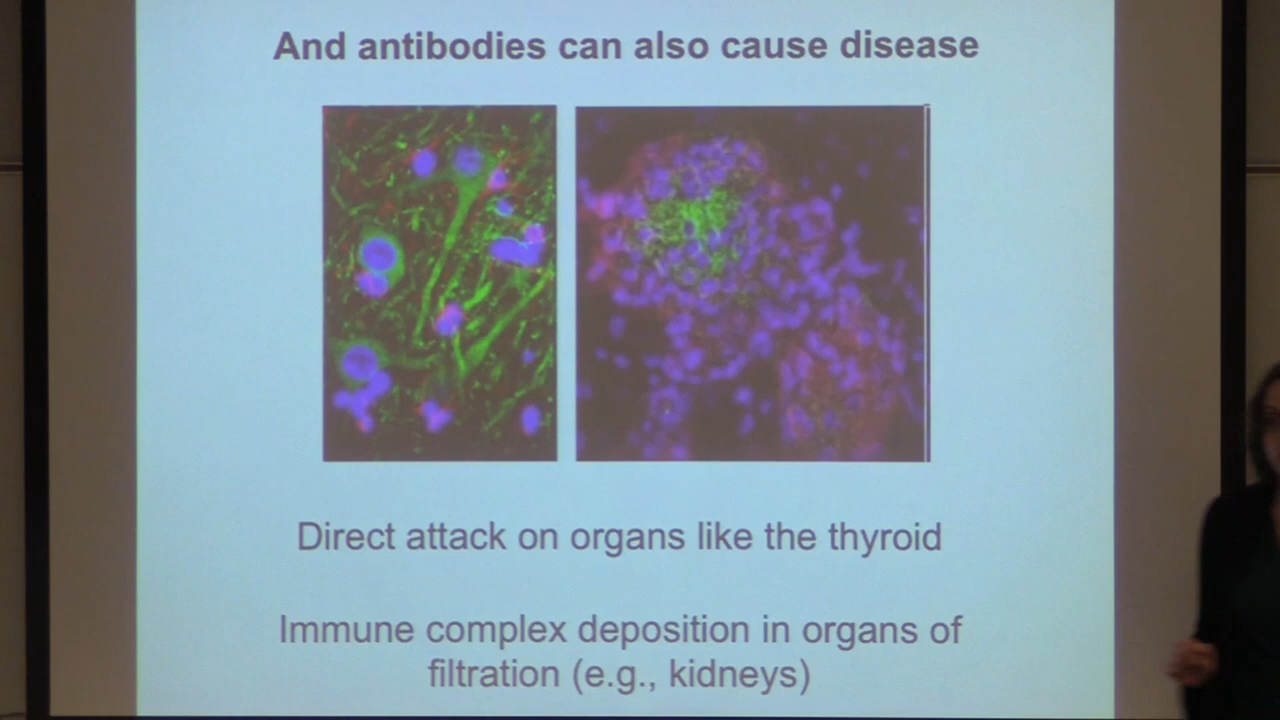 And antibodies can also cause disease
Direct attack on organs like the thyroid
Immune complex deposition in organs of
filtration (e.g., kidneys)